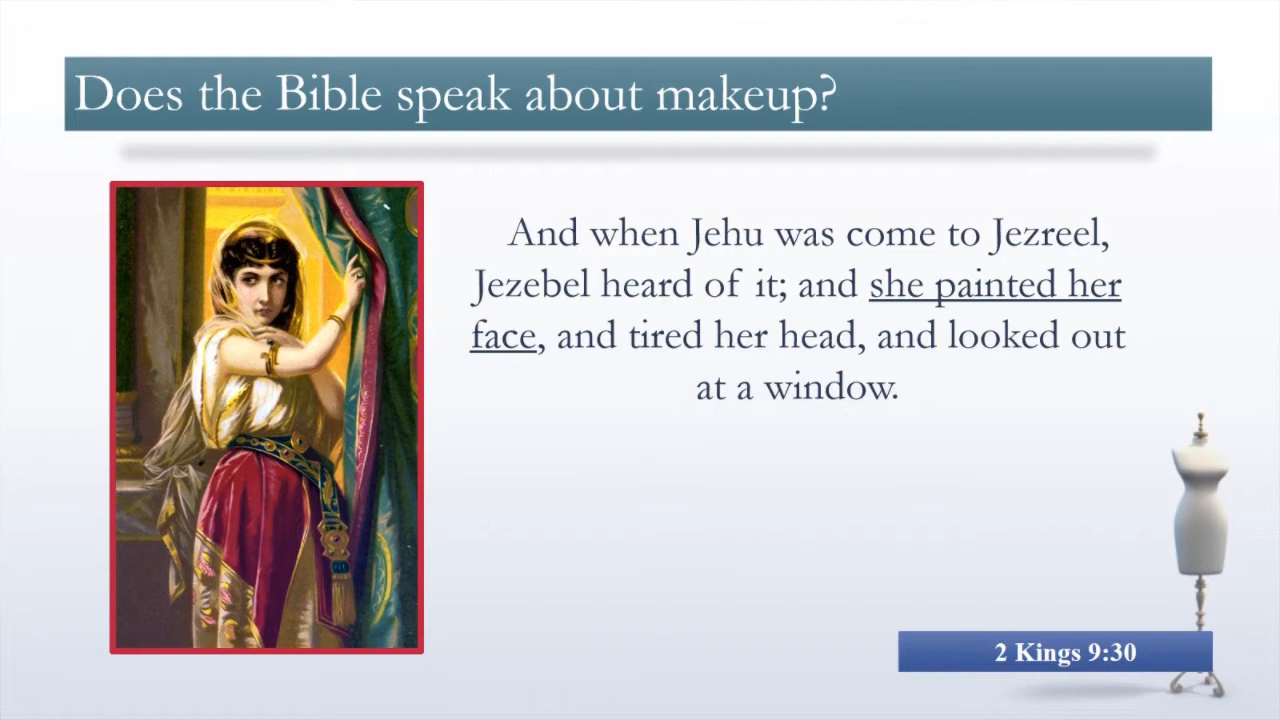 Does the Bible speak about makeup?
And when Jehu was come to Jezreel,
Jezebel heard of it; and she painted her
face, and tired her head, and looked out
at a window.
2 Kings 9:30